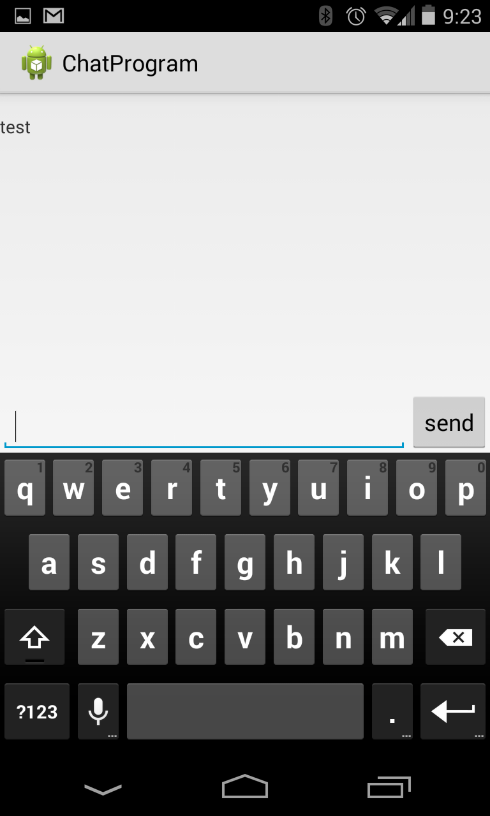 9:23
ChatProgram
test
send
1 2 3 4 5 6 7 8 9 0
q w e r t y u i o p
a s d f g h j k l
z x c v b n m
?123 ... . ... ...